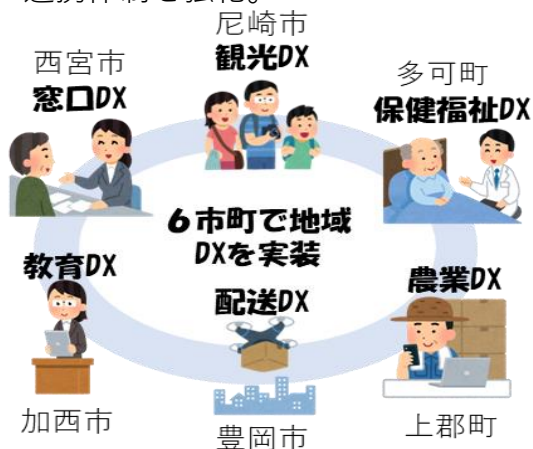 連携体制を強化。
尼崎市
観光DX
西宮市
窓口DX
多可町
保健福祉DX
6市町で地域
DXを実装
教育DX
配送DX
農業DX
加西市
豊岡市
上郡町